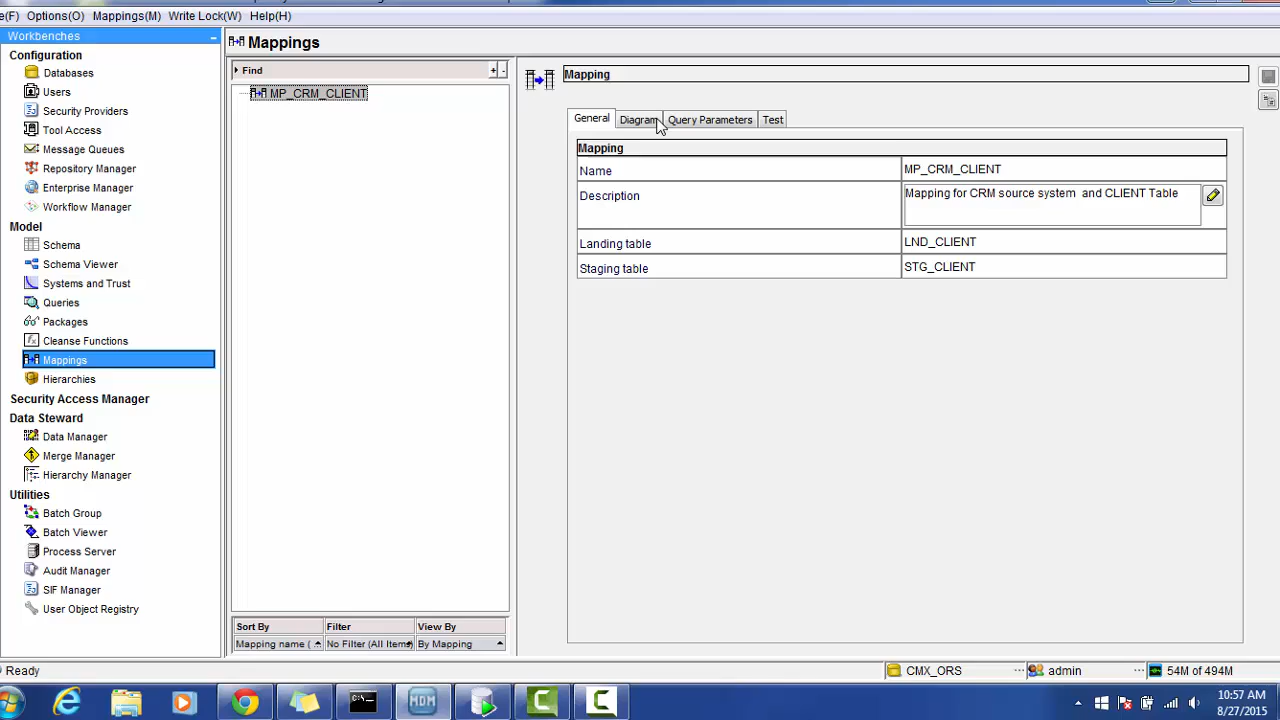 e(F) Options(O) Mappings(M) Write Lock(W) Help(H)
Workbenches
Configuration
Databases
Users
Security Providers
Tool Access
Message Queues
Repository Manager
Enterprise Manager
Workflow Manager
Model
Schema
Schema Viewer
Systems and Trust
Queries
Packages
Cleanse Functions
Mappings
Hierarchies
Security Access Manager
Data Steward
Data Manager
Merge Manager
Hierarchy Manager
Utilities
Batch Group
Batch Viewer
Process Server
Audit Manager
SIF Manager
User Object Registry
Mappings
Find
MP_CRM_CLIENT
Sort By Filter View By
Mapping name ( No Filter (All Items) By Mapping
Mapping
General Diagram Query Parameters Test
Mapping
Name MP_CRM_CLIENT
Description Mapping for CRM source system and CLIENT Table
Landing table LND_CLIENT
Staging table STG_CLIENT
Ready CMX_ORS admin 54M of 494M
MDM
10:57 AM
8/27/2015